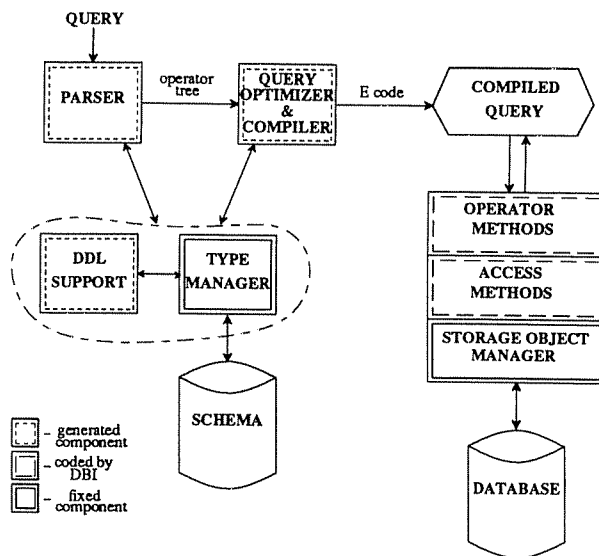 QUERY
PARSER
operator
tree
QUERY
OPTIMIZER
&
COMPILER
E code
COMPILED
QUERY
OPERATOR
METHODS
ACCESS
METHODS
STORAGE OBJECT
MANAGER
DDL
SUPPORT
TYPE
MANAGER
SCHEMA
DATABASE
- generated
component
- coded by
DBI
- fixed
component